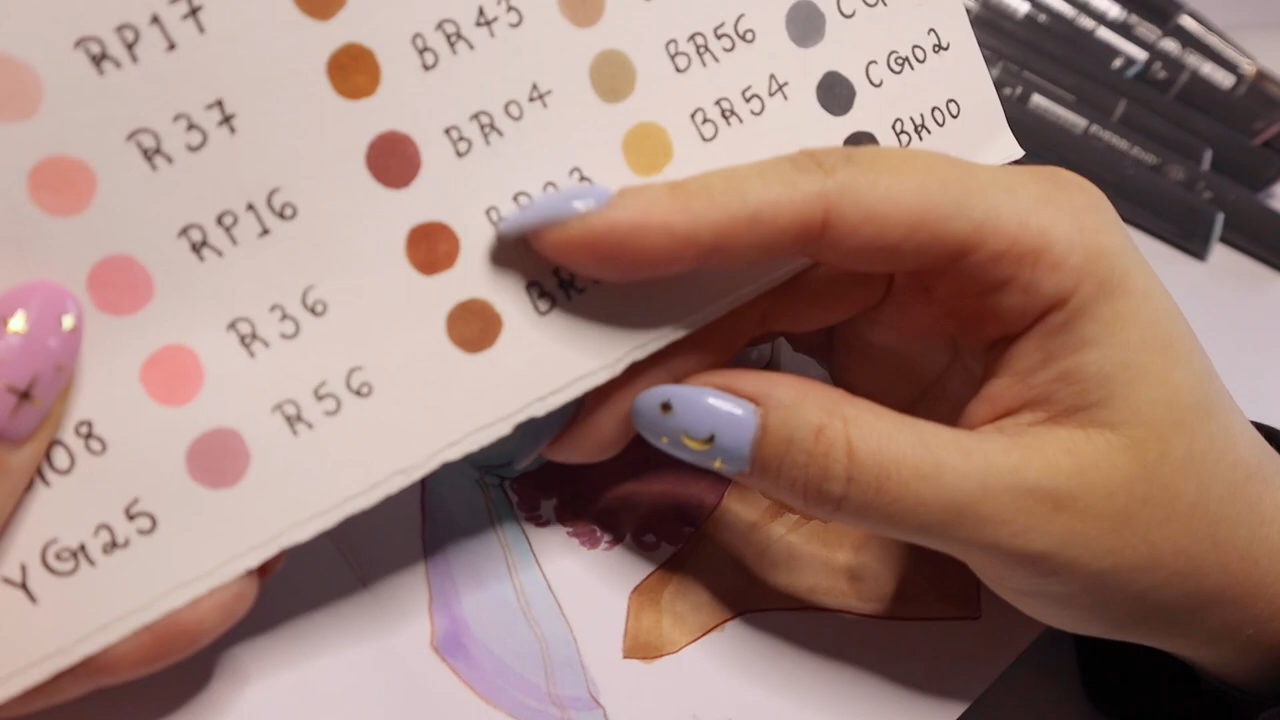 RP17
R37
RP16
R36
R56
YG25
BR43
BR04
BR56
BR54
CG02
BK00